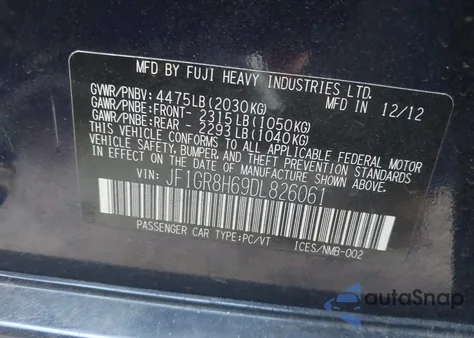 MFD BY FUJI HEAVY INDUSTRIES LTD.
GVWR/PNBV: 4475LB(2030KG) MFD IN 12/12
GAWR/PNBE:FRONT- 2315LB(1050KG)
GAWR/PNBE:REAR - 2293LB(1040KG)
THIS VEHICLE CONFORMS TO ALL APPLICABLE FEDERAL MOTOR
VEHICLE SAFETY, BUMPER, AND THEFT PREVENTION STANDARDS
IN EFFECT ON THE DATE OF MANUFACTURE SHOWN ABOVE.
VIN: JF1GR8H69DL826061
PASSENGER CAR TYPE:PC/VT ICES/NMB-002
autoSnap